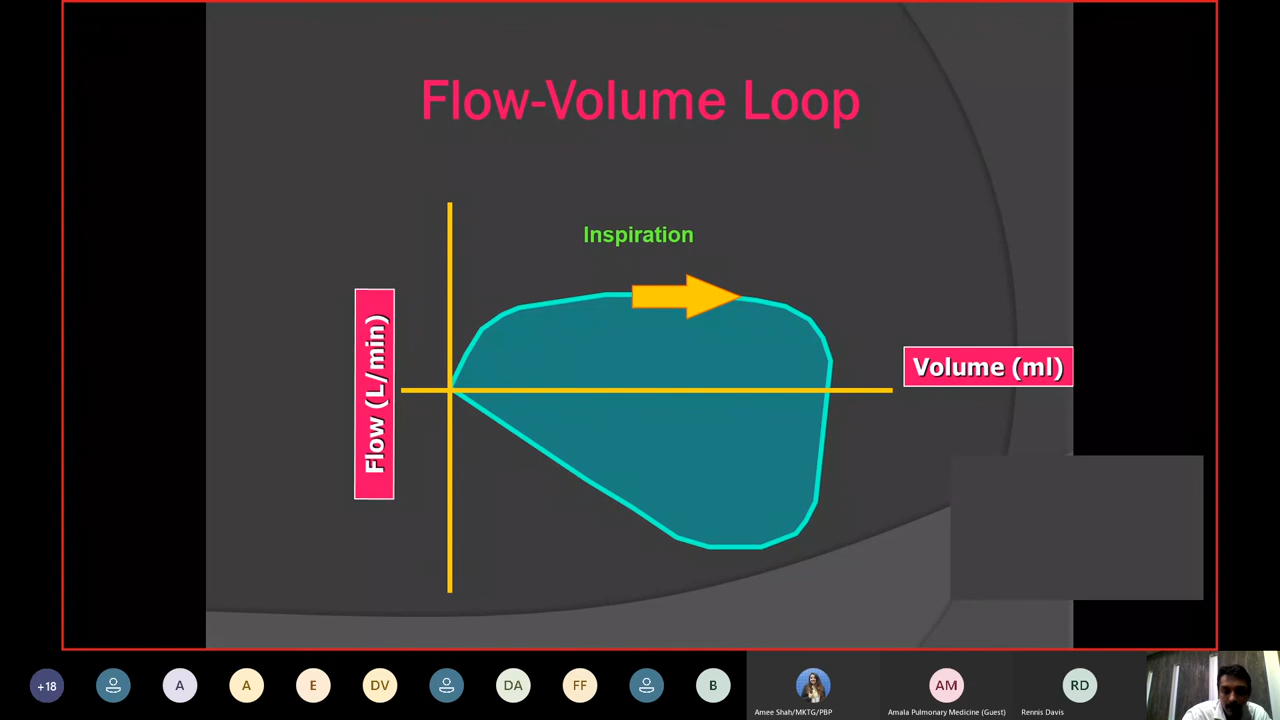 Flow-Volume Loop
Inspiration
Flow (L/min)
Volume (ml)
+18
A
A
E
DV
DA
FF
B
AM
RD
Amee Shah/MKTG/PBP
Amala Pulmonary Medicine (Guest)
Rennis Davis